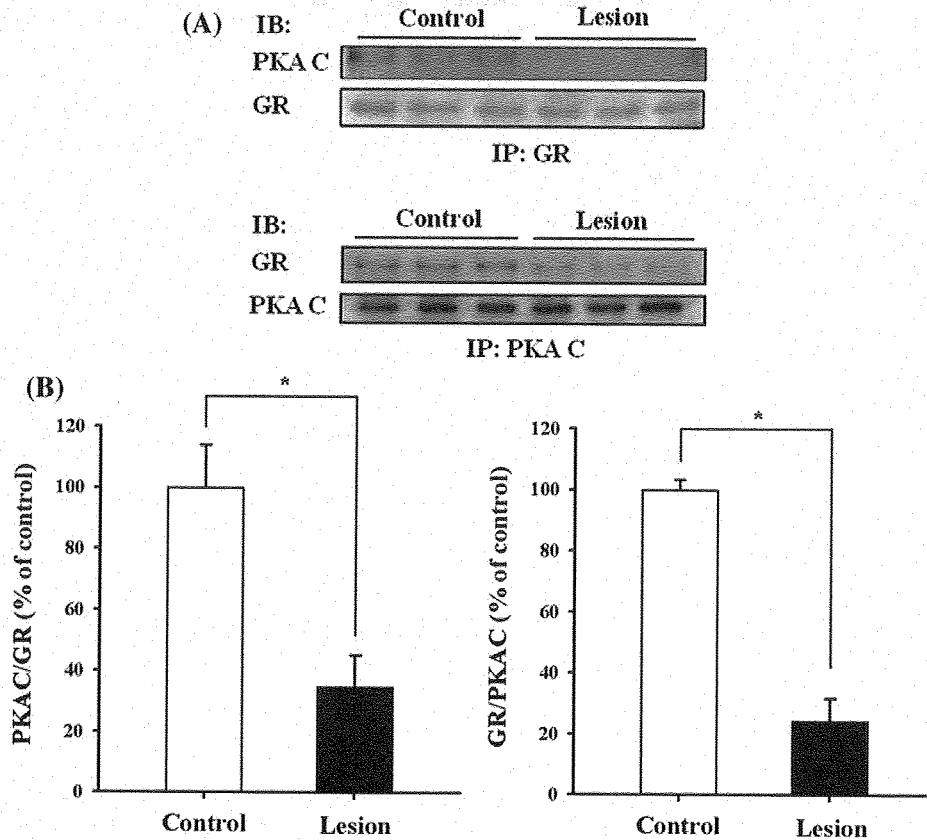 (A) IB: Control Lesion
PKA C
GR
IP: GR
IB: Control Lesion
GR
PKA C
IP: PKA C
(B)
*
PKAC/GR (% of control)
120
100
80
60
40
20
0
Control Lesion
*
GR/PKAC (% of control)
120
100
80
60
40
20
0
Control Lesion